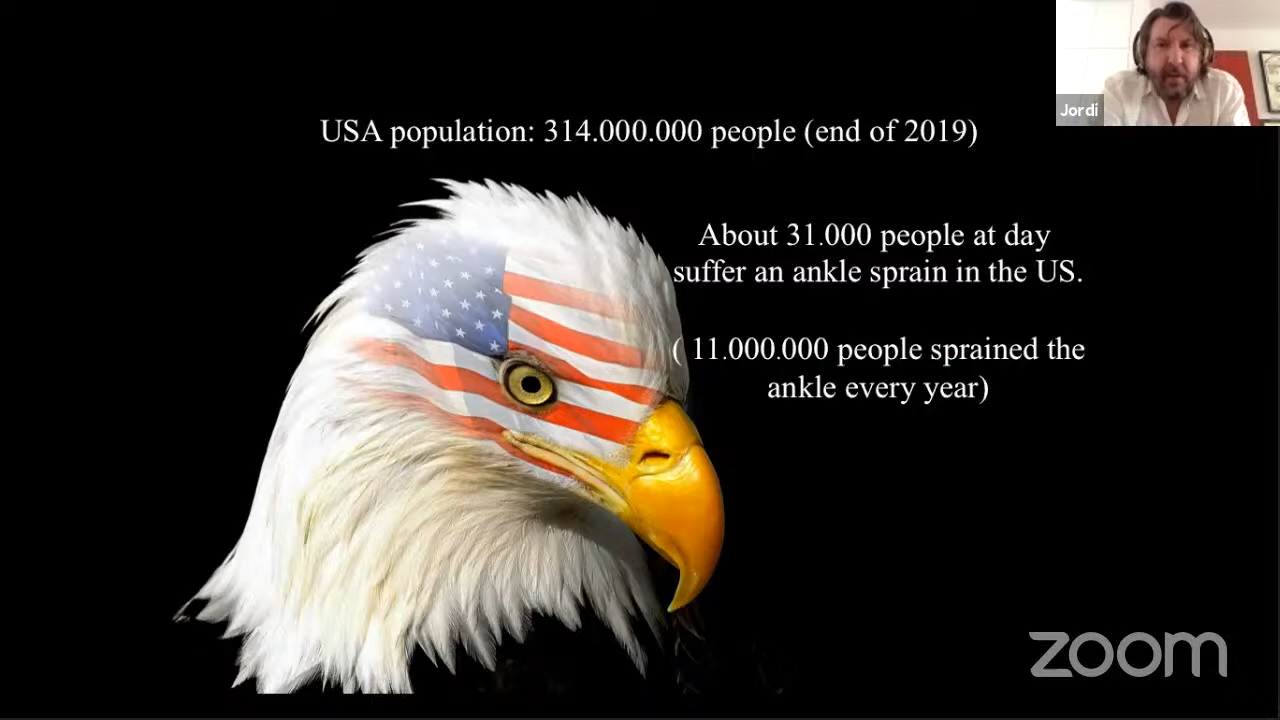 Jordi
USA population: 314.000.000 people (end of 2019)
About 31.000 people at day
suffer an ankle sprain in the US.
( 11.000.000 people sprained the
ankle every year)
zoom